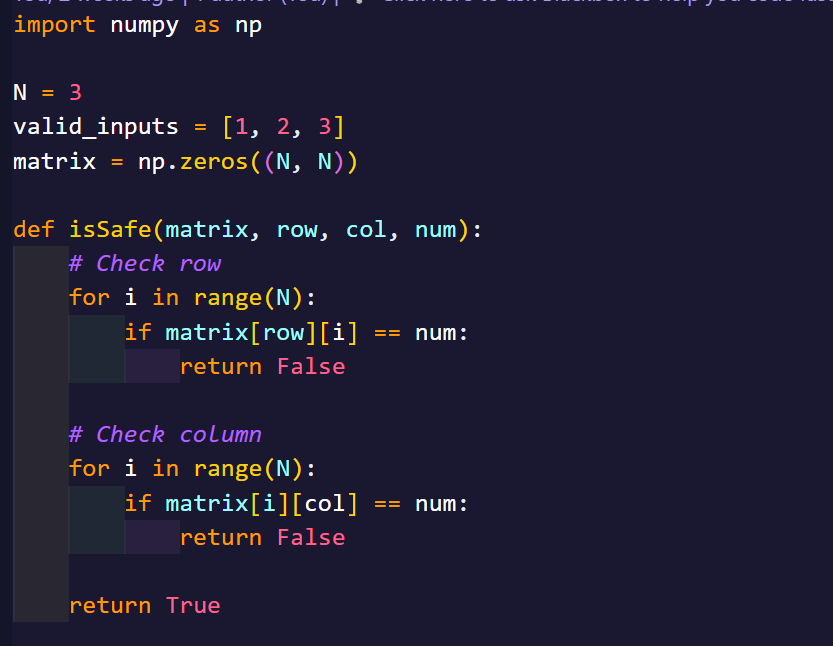 import numpy as np
N = 3
valid_inputs = [1, 2, 3]
matrix = np.zeros((N, N))
def isSafe(matrix, row, col, num):
    # Check row
    for i in range(N):
        if matrix[row][i] == num:
            return False
    # Check column
    for i in range(N):
        if matrix[i][col] == num:
            return False
    return True